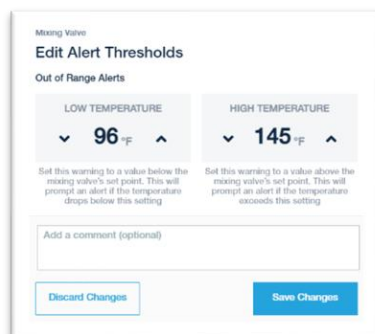 Mixing Valve
Edit Alert Thresholds
Out of Range Alerts
LOW TEMPERATURE
96 °F
Set this warning to a value below the
mixing valve's set point. This will
prompt an alert if the temperature
drops below this setting
HIGH TEMPERATURE
145 °F
Set this warning to a value above the
mixing valve's set point. This will
prompt an alert if the temperature
exceeds this setting
Add a comment (optional)
Discard Changes
Save Changes